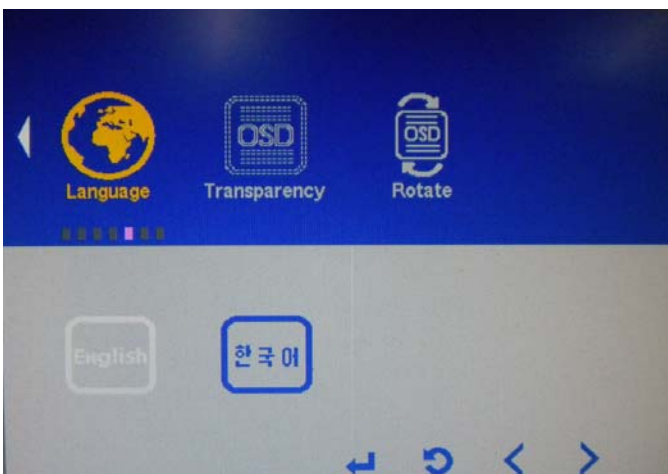 OSD
OSD
Language
Transparency
Rotate
English
한국어